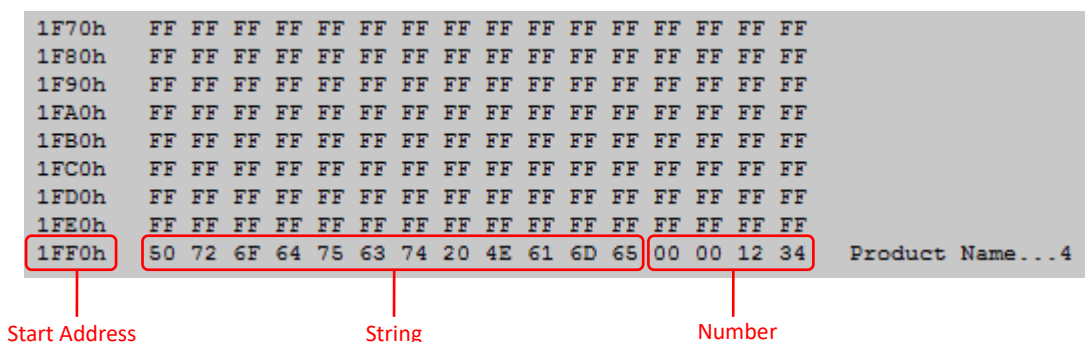 1F70h FF FF FF FF FF FF FF FF FF FF FF FF FF FF FF FF
1F80h FF FF FF FF FF FF FF FF FF FF FF FF FF FF FF FF
1F90h FF FF FF FF FF FF FF FF FF FF FF FF FF FF FF FF
1FA0h FF FF FF FF FF FF FF FF FF FF FF FF FF FF FF FF
1FB0h FF FF FF FF FF FF FF FF FF FF FF FF FF FF FF FF
1FC0h FF FF FF FF FF FF FF FF FF FF FF FF FF FF FF FF
1FD0h FF FF FF FF FF FF FF FF FF FF FF FF FF FF FF FF
1FE0h FF FF FF FF FF FF FF FF FF FF FF FF FF FF FF FF
1FF0h 50 72 6F 64 75 63 74 20 4E 61 6D 65 00 00 12 34 Product Name...4
Start Address String Number